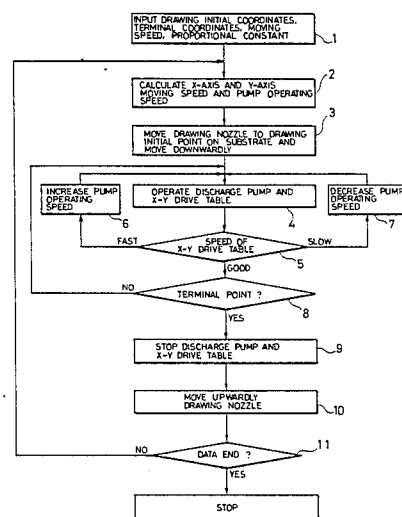 INPUT DRAWING INITIAL COORDINATES,
TERMINAL COORDINATES, MOVING
SPEED, PROPORTIONAL CONSTANT
1
2
CALCULATE X-AXIS AND Y-AXIS
MOVING SPEED AND PUMP OPERATING
SPEED
3
MOVE DRAWING NOZZLE TO DRAWING
INITIAL POINT ON SUBSTRATE AND
MOVE DOWNWARDLY
INCREASE PUMP
OPERATING
SPEED
6
OPERATE DISCHARGE PUMP AND
X-Y DRIVE TABLE
4
DECREASE PUMP
OPERATING
SPEED
7
FAST
SPEED OF
X-Y DRIVE TABLE
SLOW
5
GOOD
NO
TERMINAL POINT ?
8
YES
STOP DISCHARGE PUMP AND
X-Y DRIVE TABLE
9
MOVE UPWARDLY
DRAWING NOZZLE
10
NO
DATA END ?
11
YES
STOP